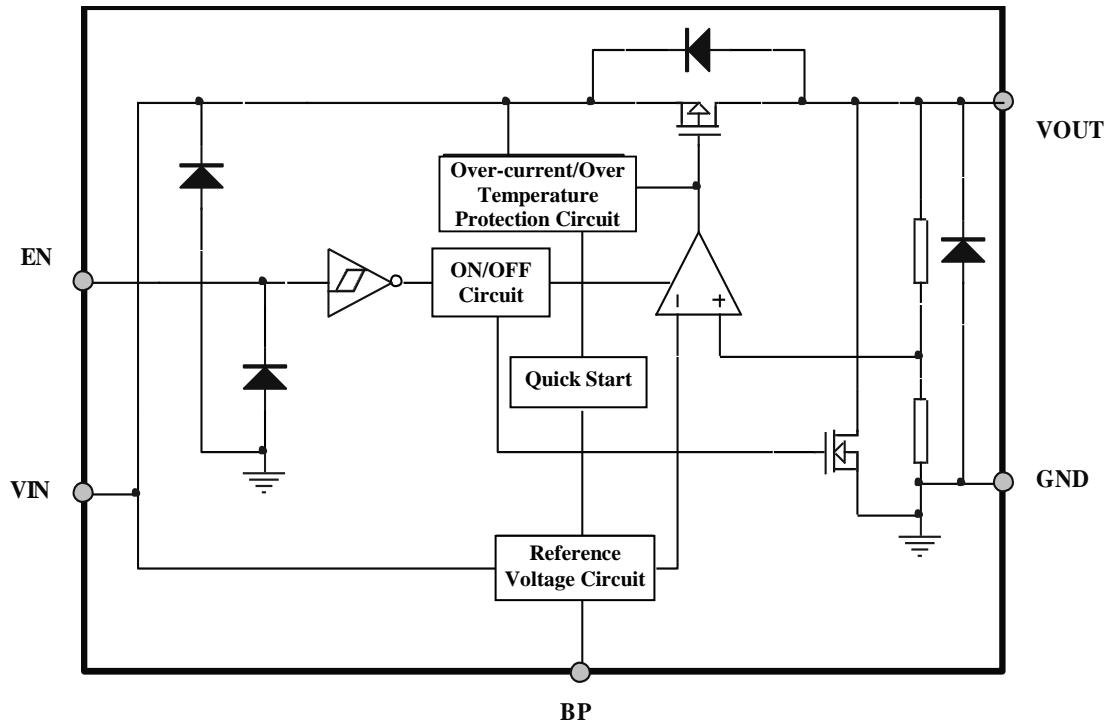 VOUT
Over-current/Over
Temperature
Protection Circuit
EN
ON/OFF
Circuit
- +
Quick Start
VIN
GND
Reference
Voltage Circuit
BP